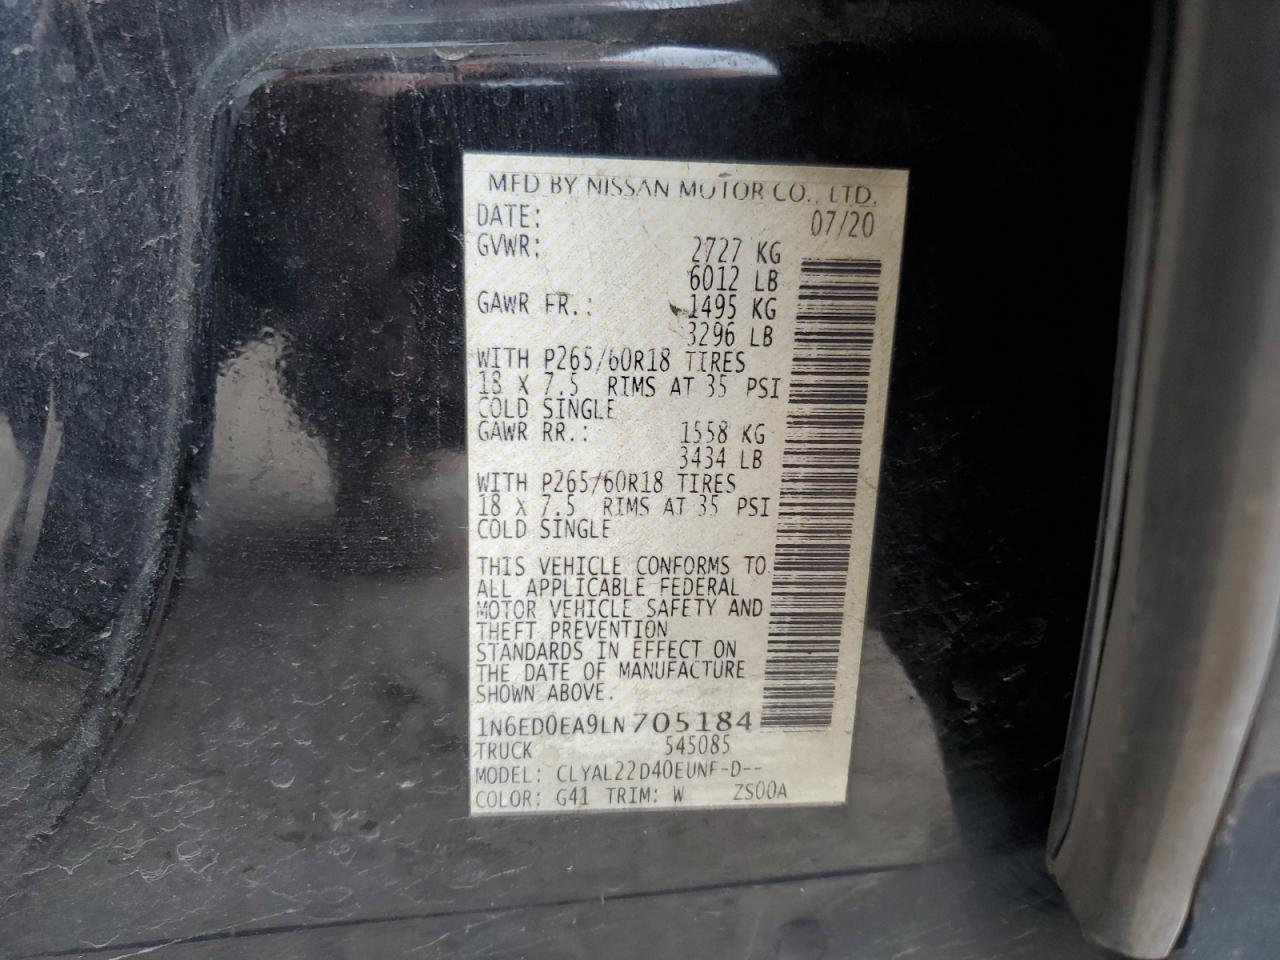 MFD BY NISSAN MOTOR CO., LTD.
DATE: 07/20
GVWR: 2727 KG
6012 LB
GAWR FR.: 1495 KG
3296 LB
WITH P265/60R18 TIRES
18 X 7.5 RIMS AT 35 PSI
COLD SINGLE
GAWR RR.: 1558 KG
3434 LB
WITH P265/60R18 TIRES
18 X 7.5 RIMS AT 35 PSI
COLD SINGLE
THIS VEHICLE CONFORMS TO
ALL APPLICABLE FEDERAL
MOTOR VEHICLE SAFETY AND
THEFT PREVENTION
STANDARDS IN EFFECT ON
THE DATE OF MANUFACTURE
SHOWN ABOVE.
1N6ED0EA9LN705184
TRUCK 545085
MODEL: CLYAL22D40EUNF-D--
COLOR: G41 TRIM: W ZS00A